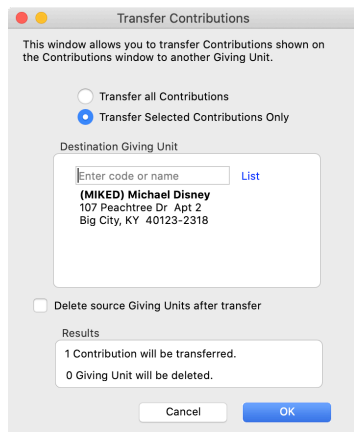 Transfer Contributions
This window allows you to transfer Contributions shown on
the Contributions window to another Giving Unit.
Transfer all Contributions
Transfer Selected Contributions Only
Destination Giving Unit
Enter code or name List
(MIKED) Michael Disney
107 Peachtree Dr  Apt 2
Big City, KY  40123-2318
Delete source Giving Units after transfer
Results
1 Contribution will be transferred.
0 Giving Unit will be deleted.
Cancel OK